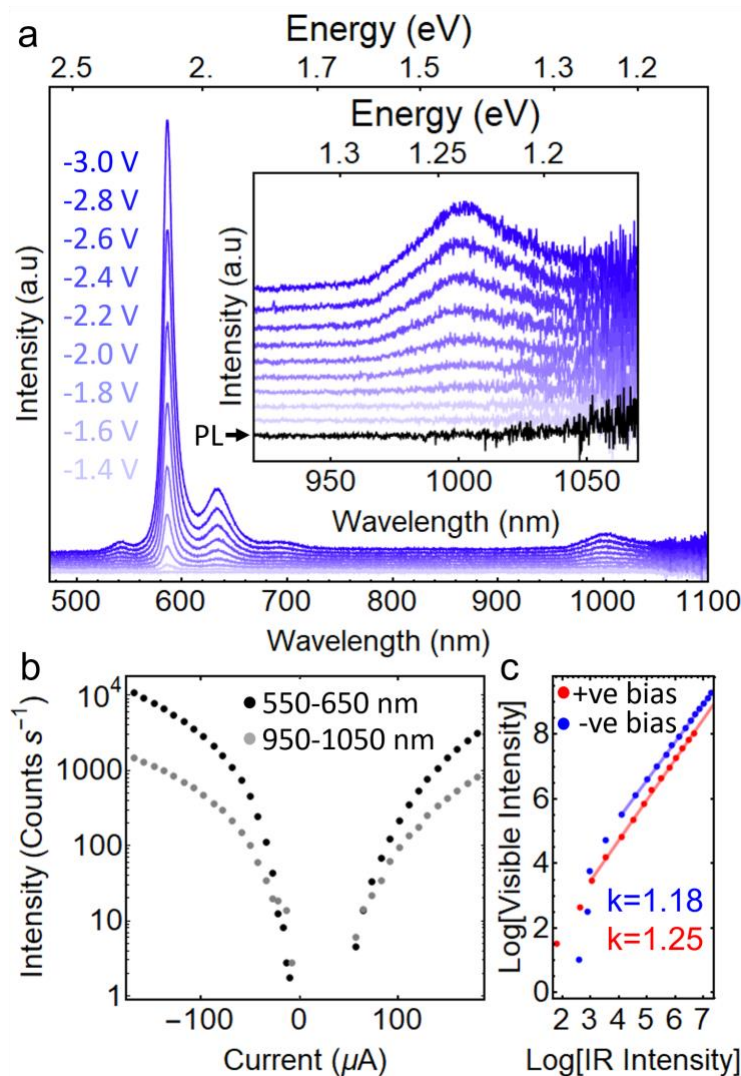 a
Energy (eV)
2.5 2. 1.7 1.5 1.3 1.2
Energy (eV)
1.3 1.25 1.2
-3.0 V
-2.8 V
-2.6 V
-2.4 V
-2.2 V
-2.0 V
-1.8 V
-1.6 V
-1.4 V
Intensity (a.u)
Intensity (a.u)
PL
950 1000 1050
Wavelength (nm)
500 600 700 800 900 1000 1100
Wavelength (nm)
b
Intensity (Counts s⁻¹)
10⁴
1000
100
10
1
550-650 nm
950-1050 nm
−100 0 100
Current (µA)
c
Log[Visible Intensity]
8
6
4
2
0
+ve bias
-ve bias
k=1.18
k=1.25
2 3 4 5 6 7
Log[IR Intensity]